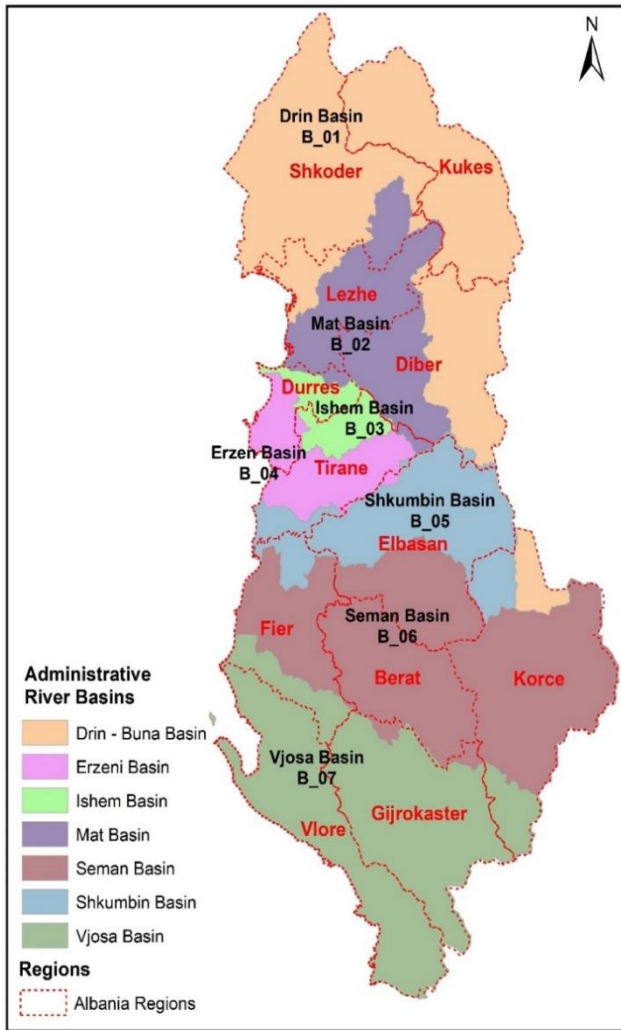 N
Drin Basin
B_01
Shkoder
Kukes
Lezhe
Mat Basin
B_02
Diber
Durres
Ishem Basin
B_03
Erzen Basin
B_04
Tirane
Shkumbin Basin
B_05
Elbasan
Seman Basin
B_06
Fier
Berat
Korce
Vjosa Basin
B_07
Gijrokaster
Vlore
Administrative
River Basins
Drin - Buna Basin
Erzeni Basin
Ishem Basin
Mat Basin
Seman Basin
Shkumbin Basin
Vjosa Basin
Regions
Albania Regions